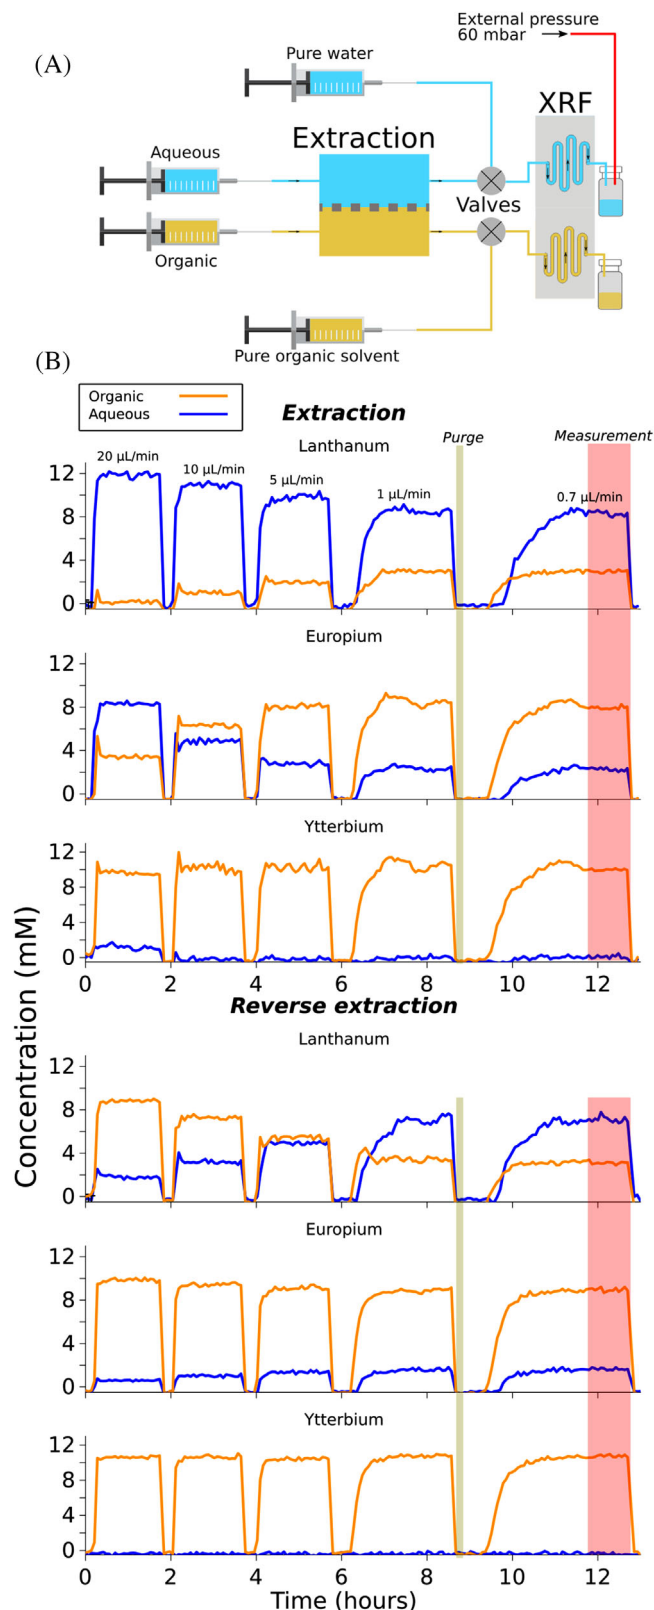 (A)
External pressure
60 mbar
Pure water
XRF
Extraction
Aqueous
Valves
Organic
Pure organic solvent
(B)
Organic
Aqueous
Extraction
Purge
Measurement
Lanthanum
20 µL/min
10 µL/min
5 µL/min
1 µL/min
0.7 µL/min
12
8
4
0
Europium
12
8
4
0
Ytterbium
12
8
4
0
0 2 4 6 8 10 12
Reverse extraction
Lanthanum
12
8
4
0
Europium
12
8
4
0
Ytterbium
12
8
4
0
0 2 4 6 8 10 12
Concentration (mM)
Time (hours)